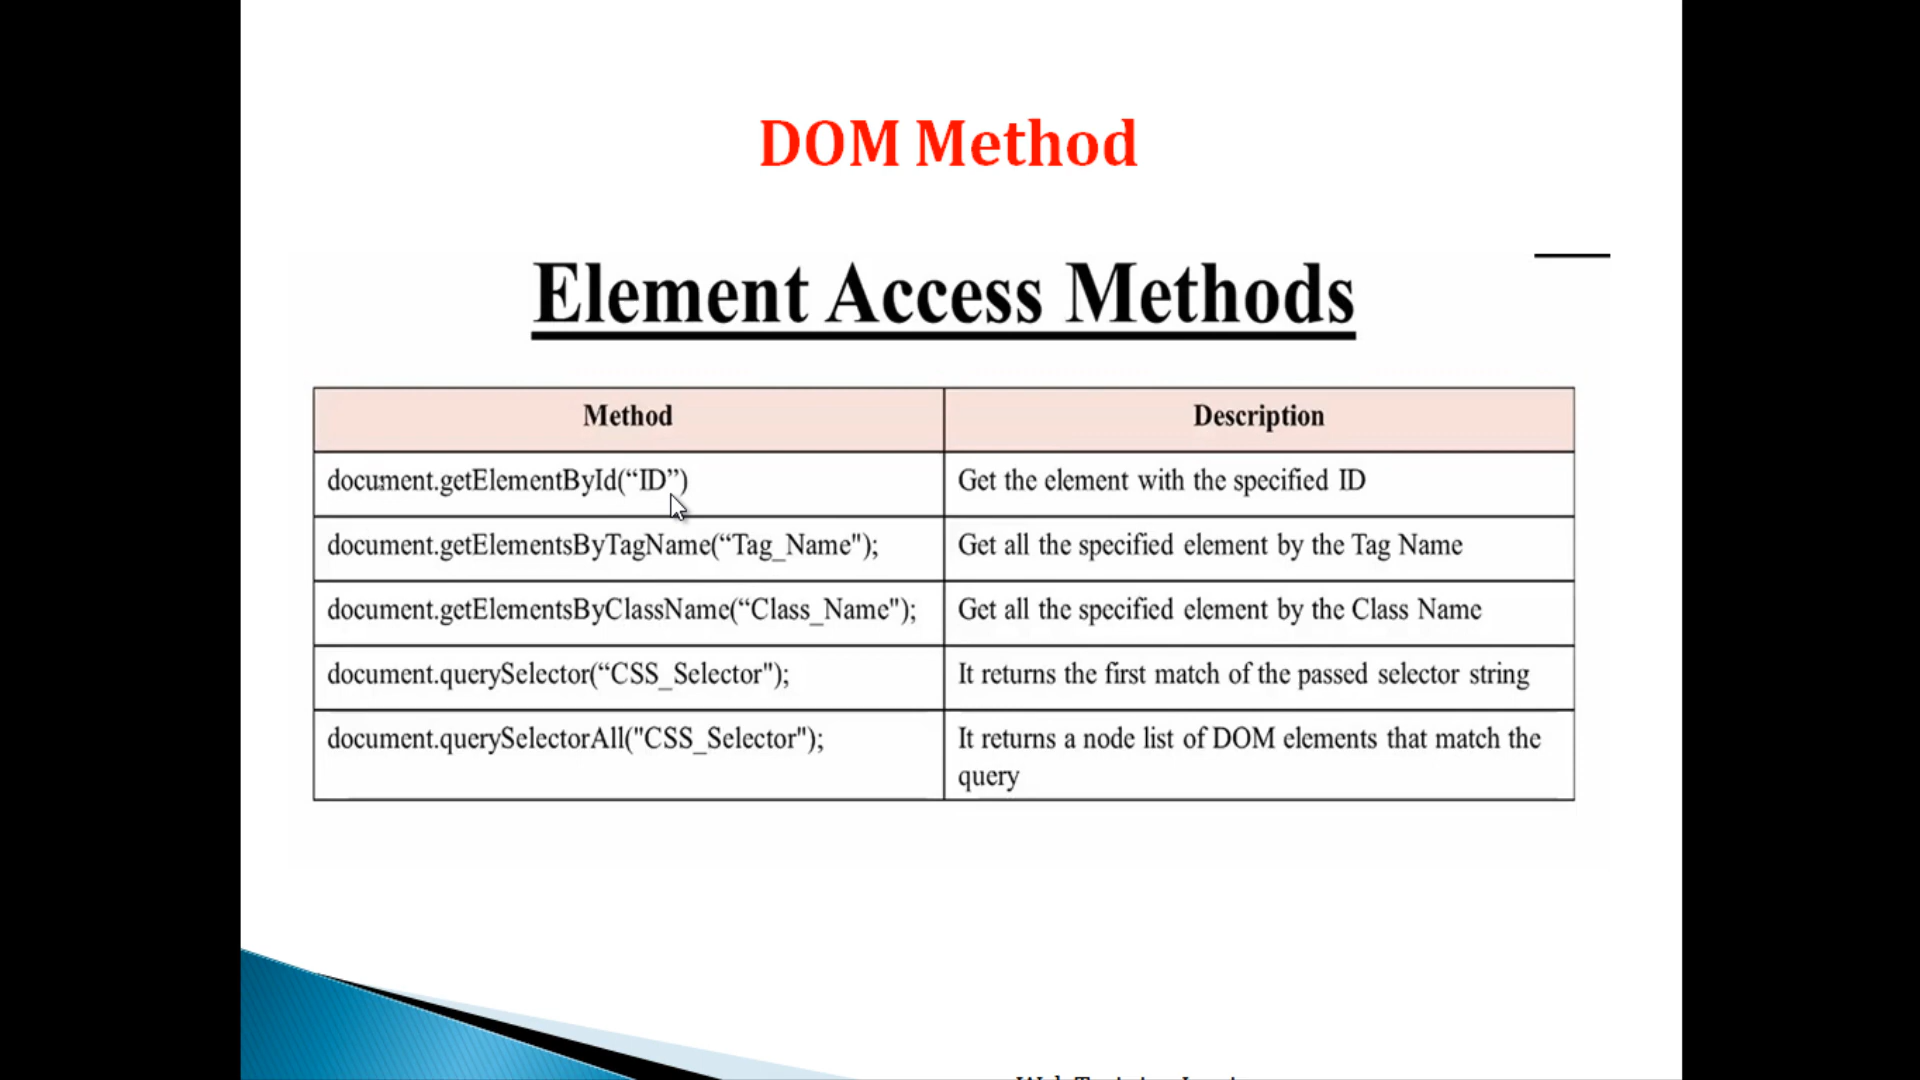 DOM Method
Element Access Methods
Method Description
document.getElementById(“ID”) Get the element with the specified ID
document.getElementsByTagName(“Tag_Name"); Get all the specified element by the Tag Name
document.getElementsByClassName(“Class_Name"); Get all the specified element by the Class Name
document.querySelector(“CSS_Selector"); It returns the first match of the passed selector string
document.querySelectorAll("CSS_Selector"); It returns a node list of DOM elements that match the
query